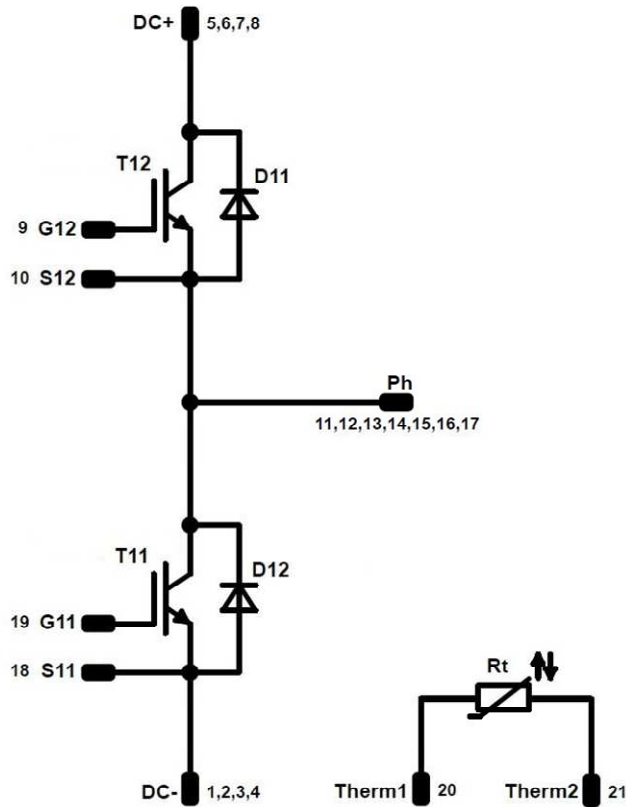 DC+ 5,6,7,8
T12
D11
9 G12
10 S12
Ph
11,12,13,14,15,16,17
T11
D12
19 G11
18 S11
Rt
DC- 1,2,3,4
Therm1 20
Therm2 21